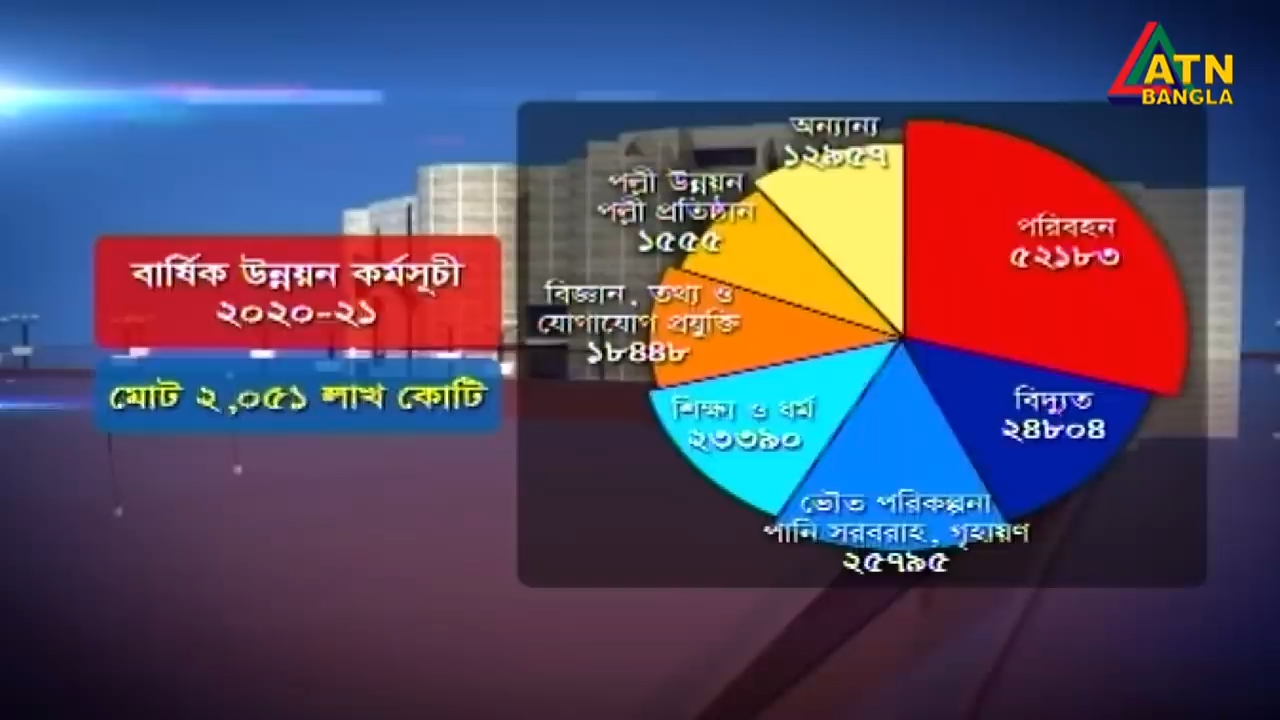 ATN
BANGLA
বার্ষিক উন্নয়ন কর্মসূচী
২০২০-২১
মোট ২,০৫১ লাখ কোটি
অন্যান্য
১২৯৫৭
পল্লী উন্নয়ন
পল্লী প্রতিষ্ঠান
১৫৫৫
বিজ্ঞান, তথ্য ও
যোগাযোগ প্রযুক্তি
১৮৪৪৮
শিক্ষা ও ধর্ম
২৩৩৯০
ভৌত পরিকল্পনা
পানি সরবরাহ, গৃহায়ণ
২৫৭৯৫
বিদ্যুত
২৪৮০৪
পরিবহন
৫২১৮৩